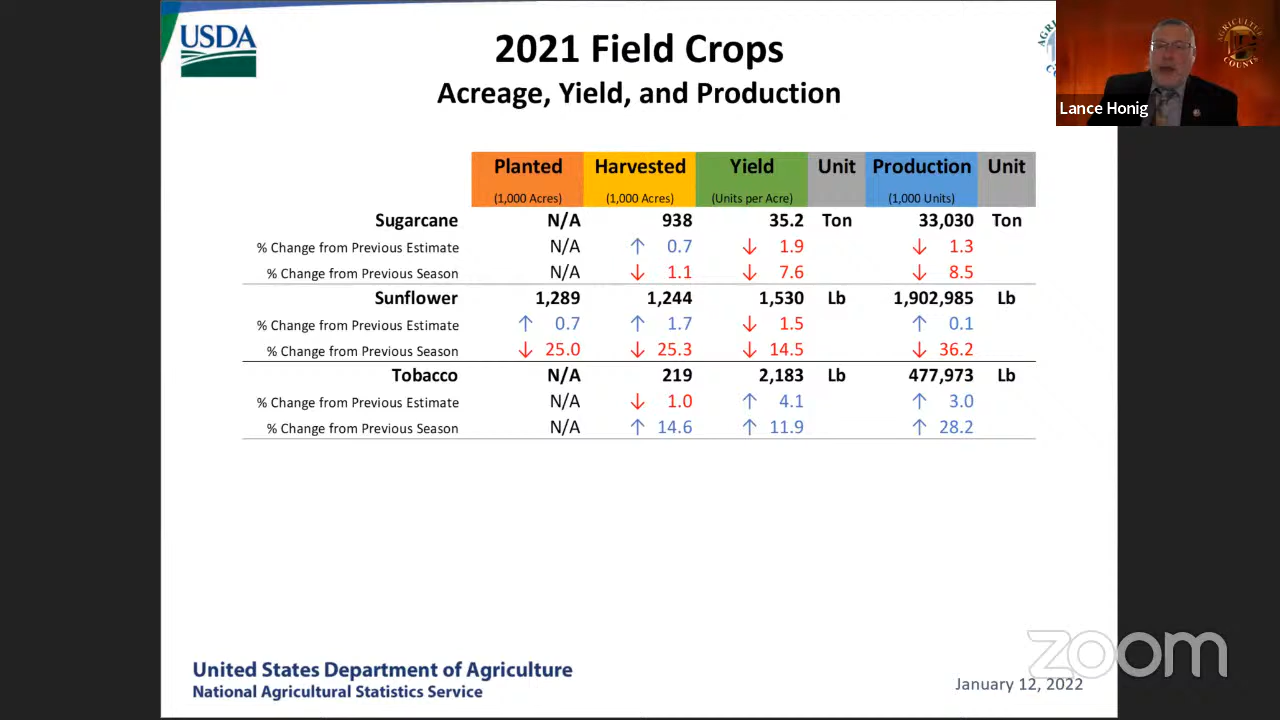 USDA
2021 Field Crops
Acreage, Yield, and Production
Lance Honig
Planted Harvested Yield Unit Production Unit
(1,000 Acres) (1,000 Acres) (Units per Acre) (1,000 Units)
Sugarcane N/A 938 35.2 Ton 33,030 Ton
% Change from Previous Estimate N/A ↑ 0.7 ↓ 1.9 ↓ 1.3
% Change from Previous Season N/A ↓ 1.1 ↓ 7.6 ↓ 8.5
Sunflower 1,289 1,244 1,530 Lb 1,902,985 Lb
% Change from Previous Estimate ↑ 0.7 ↑ 1.7 ↓ 1.5 ↑ 0.1
% Change from Previous Season ↓ 25.0 ↓ 25.3 ↓ 14.5 ↓ 36.2
Tobacco N/A 219 2,183 Lb 477,973 Lb
% Change from Previous Estimate N/A ↓ 1.0 ↑ 4.1 ↑ 3.0
% Change from Previous Season N/A ↑ 14.6 ↑ 11.9 ↑ 28.2
United States Department of Agriculture
National Agricultural Statistics Service
zoom
January 12, 2022